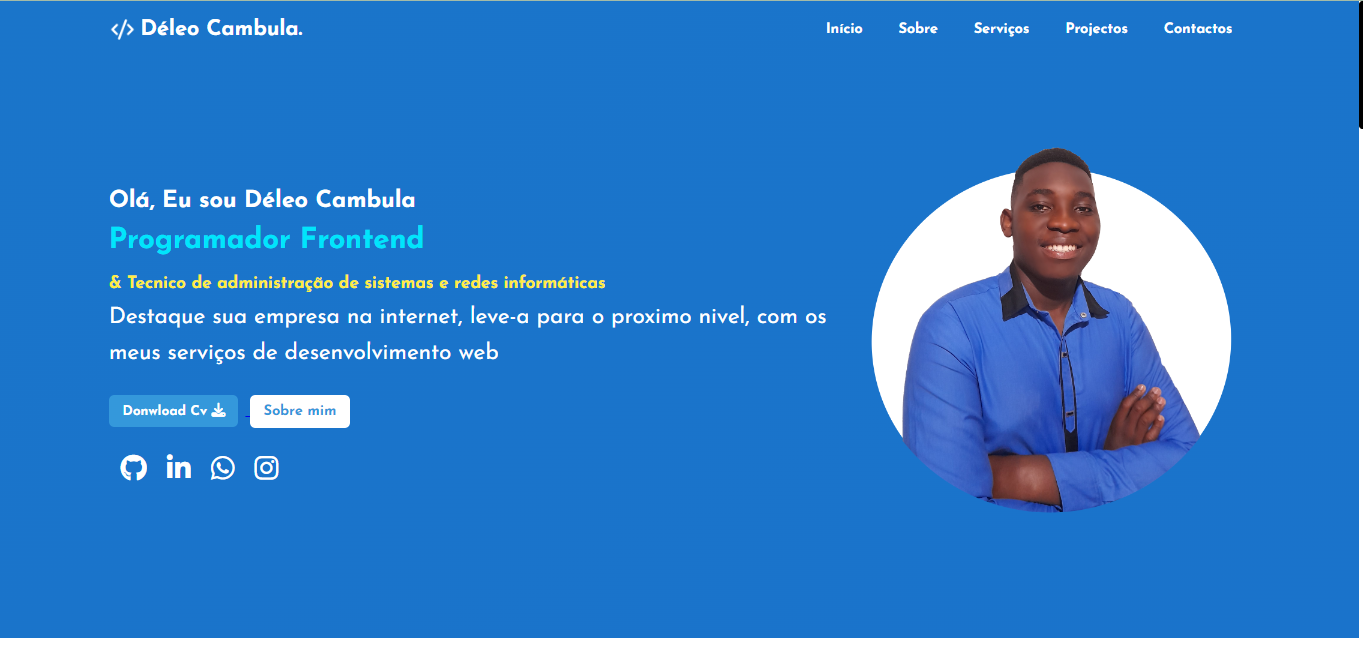 </> Déleo Cambula.
Início Sobre Serviços Projectos Contactos
Olá, Eu sou Déleo Cambula
Programador Frontend
& Tecnico de administração de sistemas e redes informáticas
Destaque sua empresa na internet, leve-a para o proximo nivel, com os
meus serviços de desenvolvimento web
Donwload Cv
Sobre mim
in